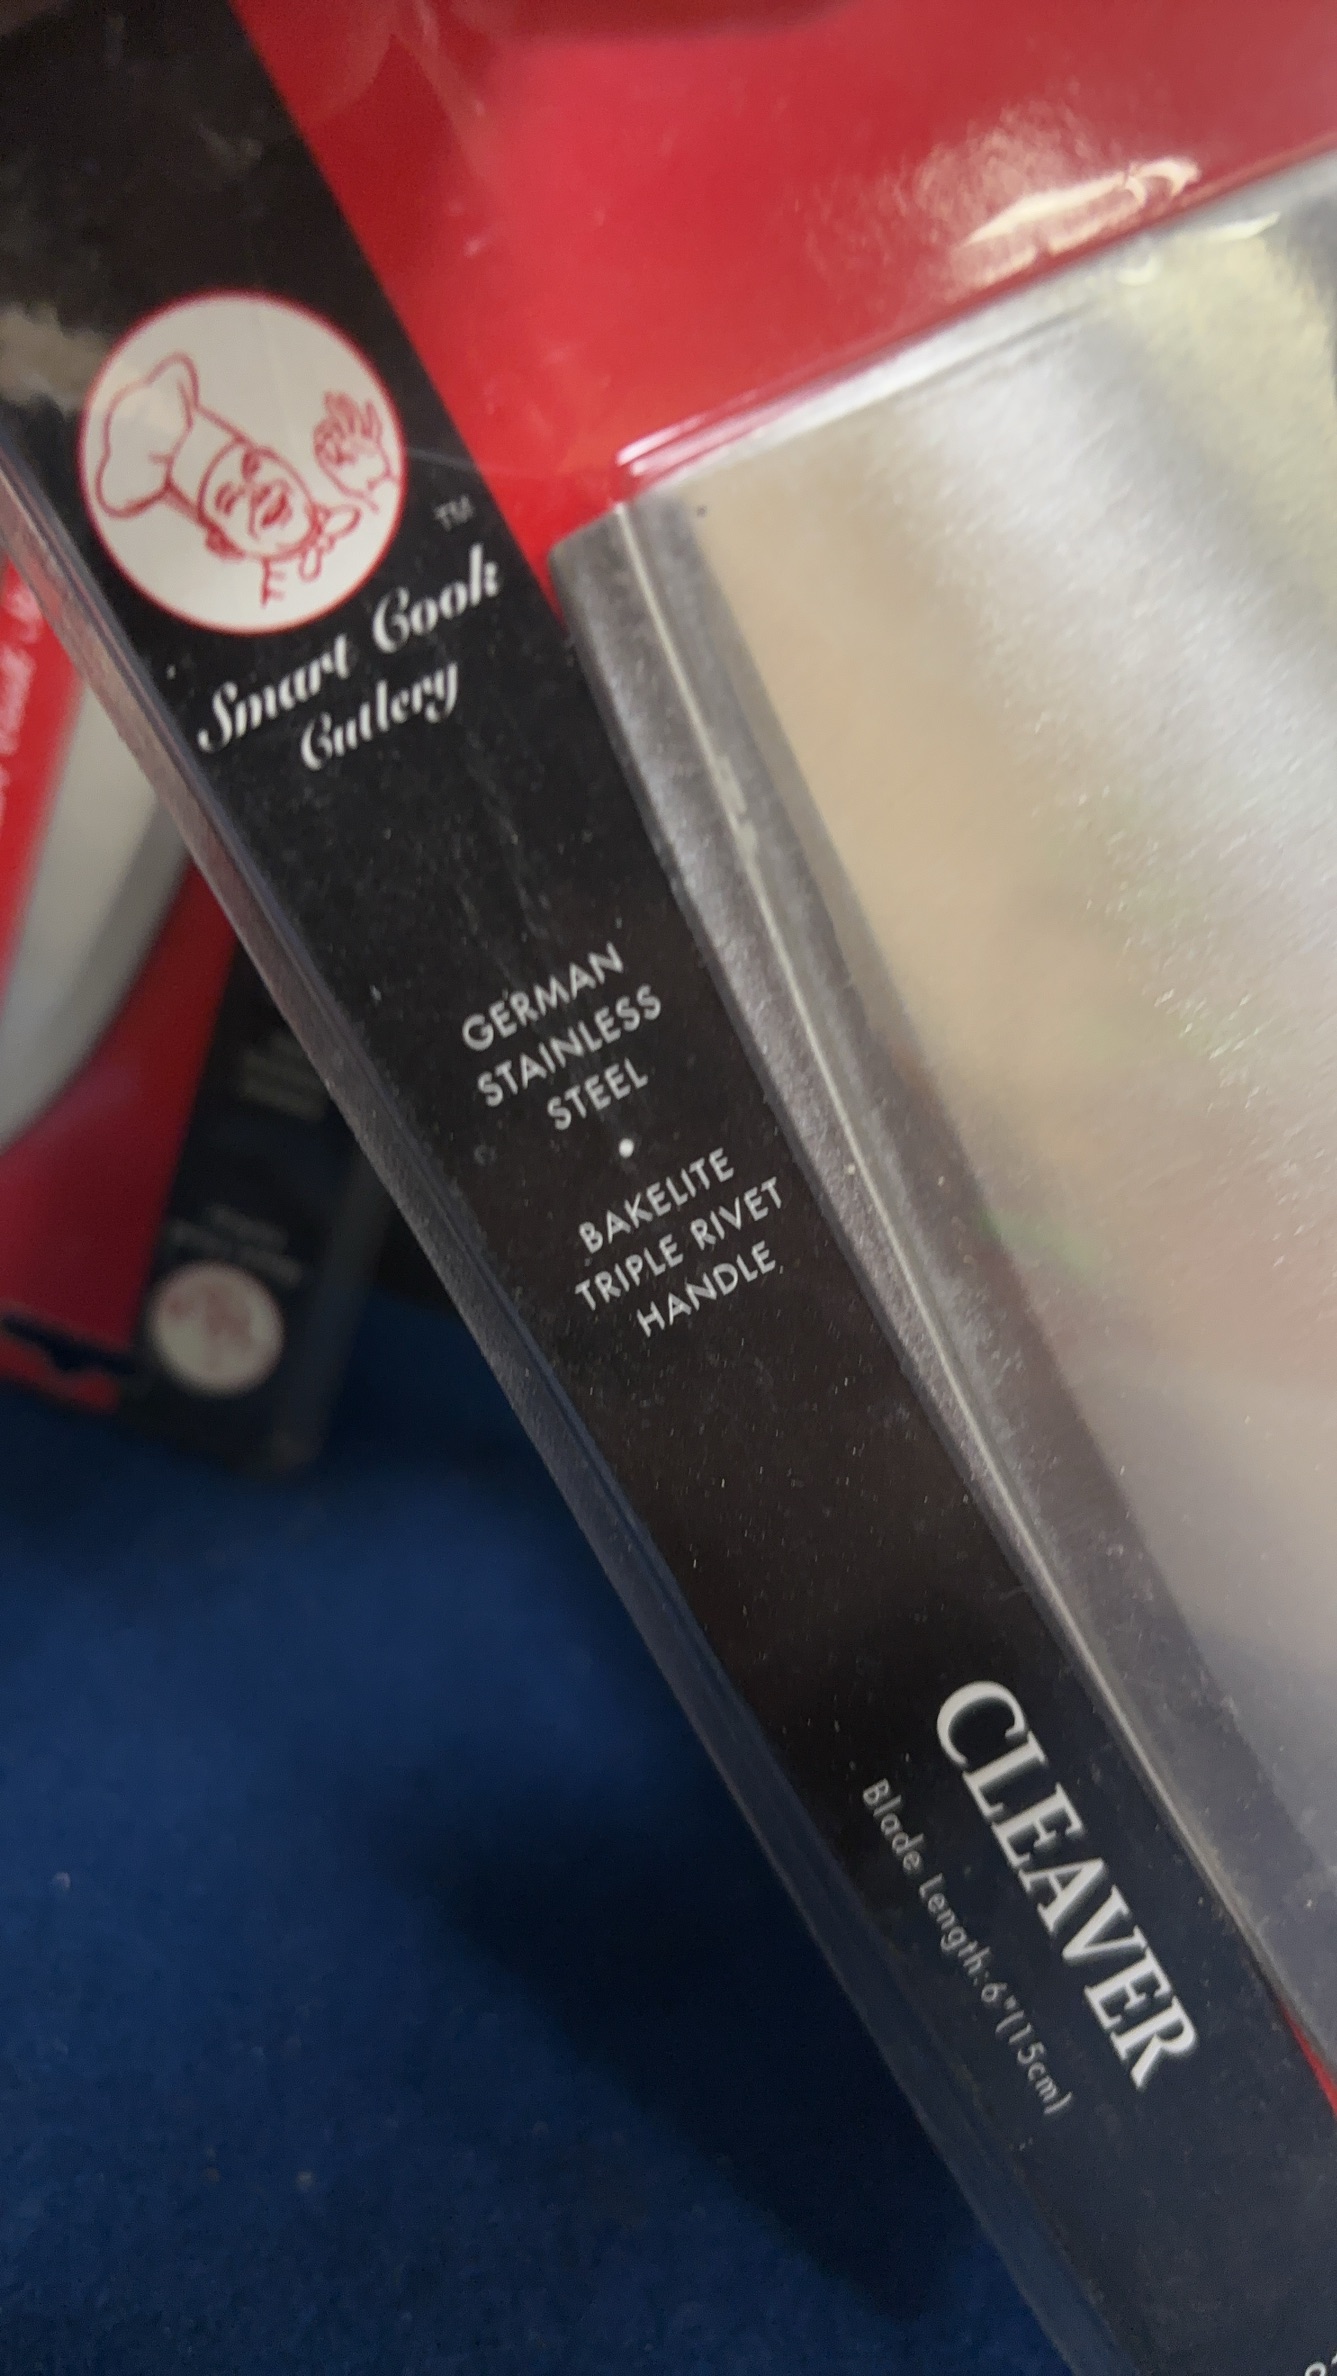 TM
Smart Cook
Cutlery
GERMAN
STAINLESS
STEEL
•
BAKELITE
TRIPLE RIVET
HANDLE
CLEAVER
Blade Length: 6"(15cm)